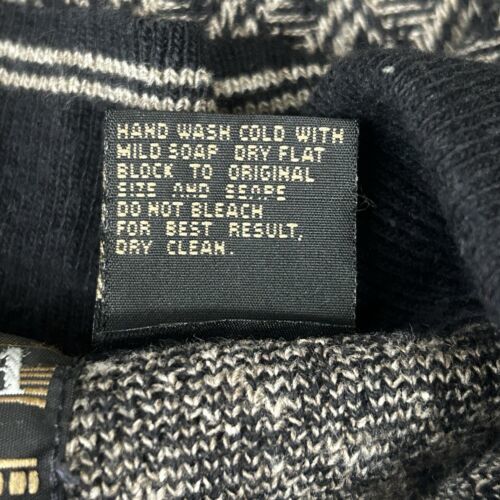 HAND WASH COLD WITH
MILD SOAP DRY FLAT
BLOCK TO ORIGINAL
SIZE AND SEAPE
DO NOT BLEACH
FOR BEST RESULT,
DRY CLEAN.